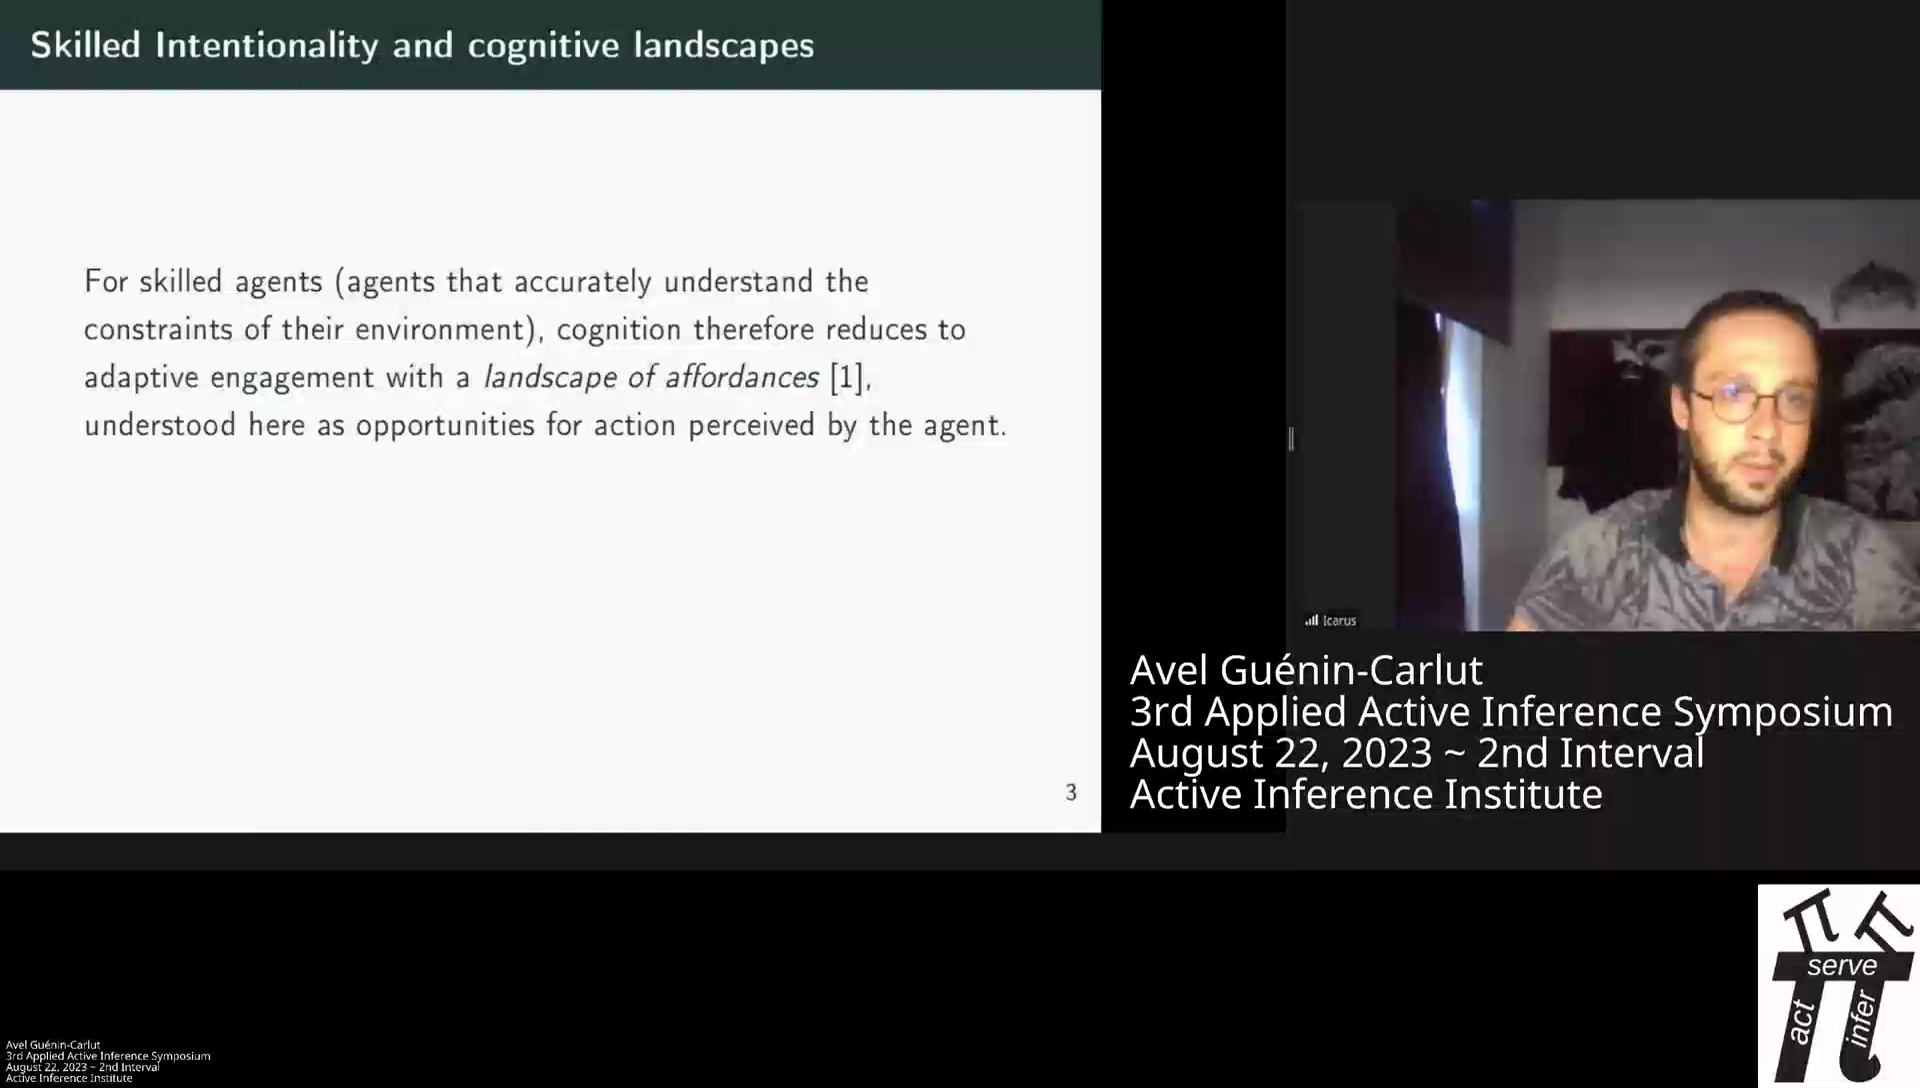 Skilled Intentionality and cognitive landscapes
For skilled agents (agents that accurately understand the
constraints of their environment), cognition therefore reduces to
adaptive engagement with a landscape of affordances [1],
understood here as opportunities for action perceived by the agent.
3
Icarus
Avel Guénin-Carlut
3rd Applied Active Inference Symposium
August 22, 2023 ~ 2nd Interval
Active Inference Institute
serve
act
infer
Avel Guénin-Carlut
3rd Applied Active Inference Symposium
August 22, 2023 ~ 2nd Interval
Active Inference Institute